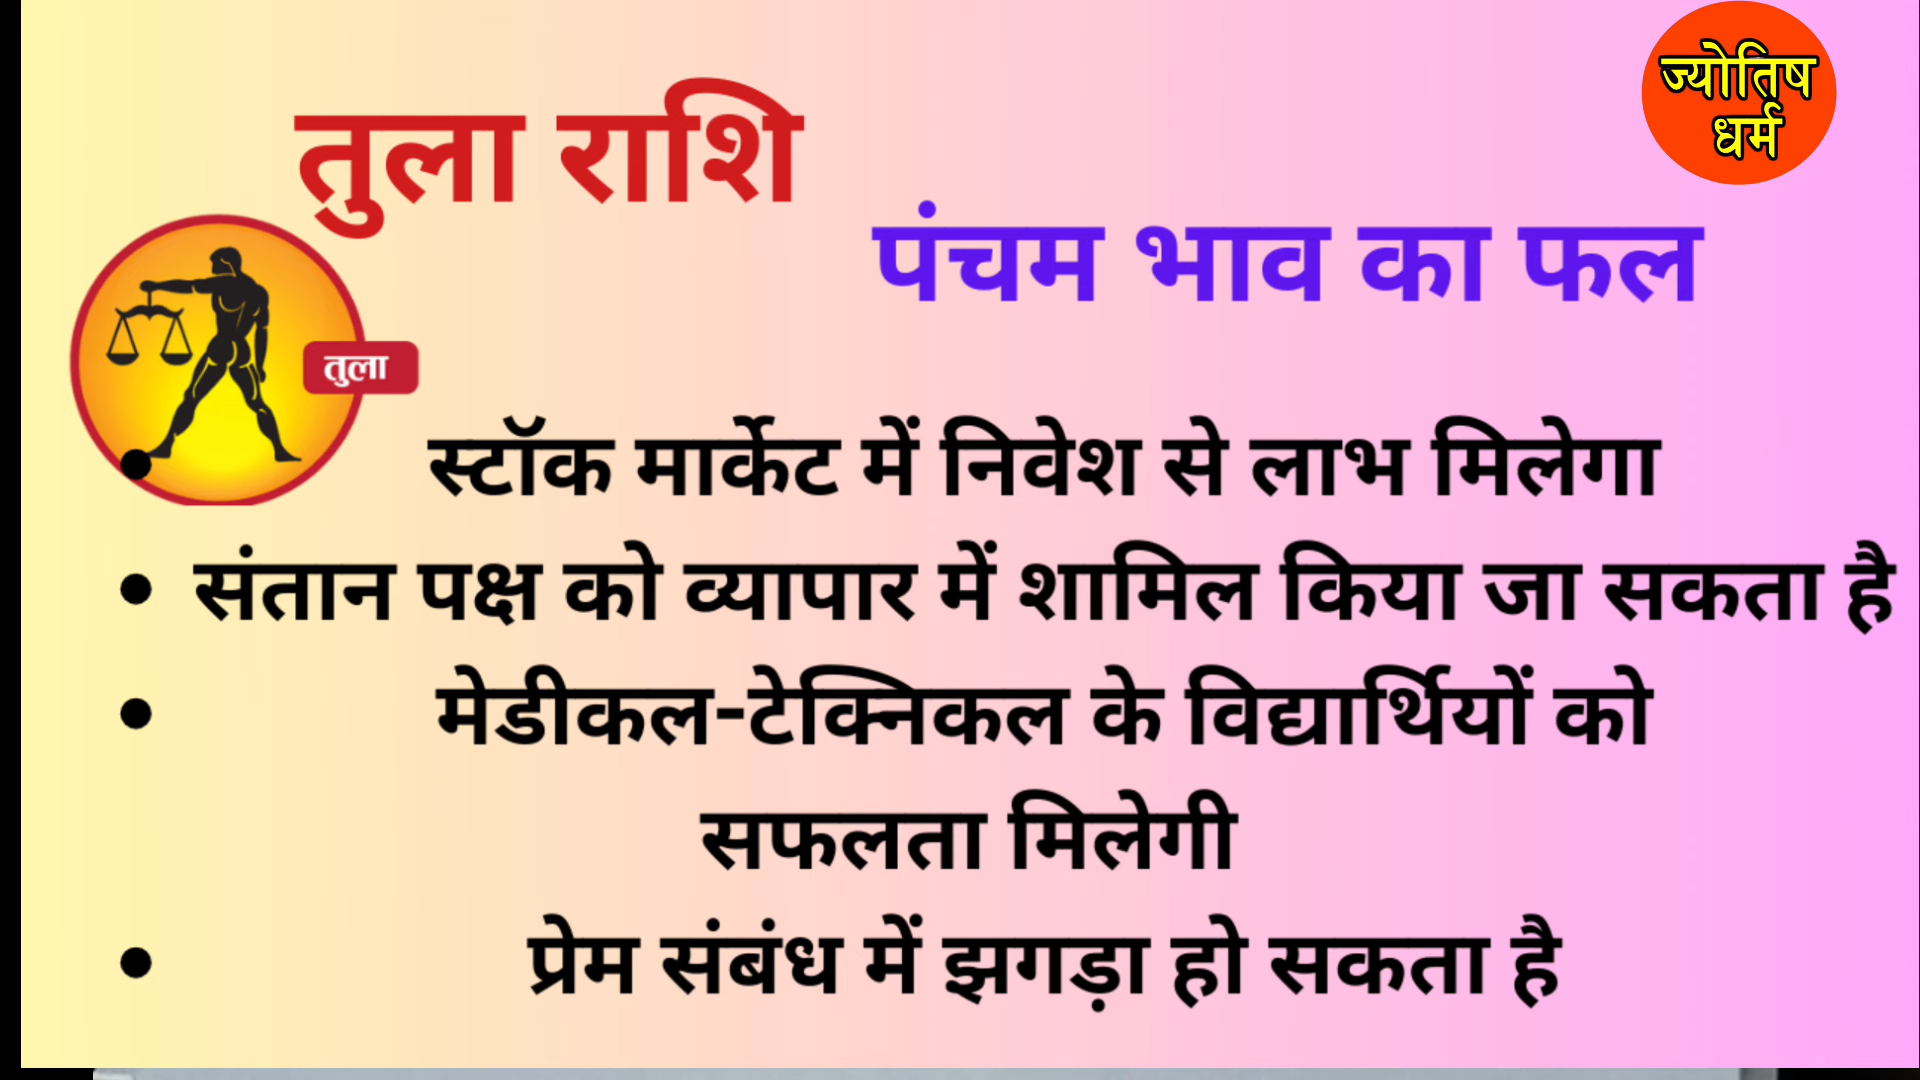 ज्योतिष
धर्म
तुला राशि
पंचम भाव का फल
तुला
• स्टॉक मार्केट में निवेश से लाभ मिलेगा
• संतान पक्ष को व्यापार में शामिल किया जा सकता है
• मेडीकल-टेक्निकल के विद्यार्थियों को
सफलता मिलेगी
• प्रेम संबंध में झगड़ा हो सकता है